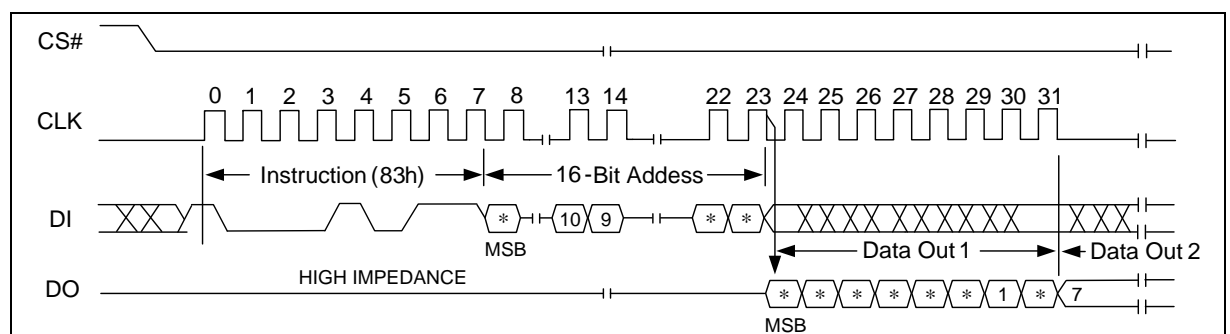 CS#
0 1 2 3 4 5 6 7 8 13 14 22 23 24 25 26 27 28 29 30 31
CLK
Instruction (83h) 16-Bit Addess
DI * 10 9 * *
MSB Data Out 1 Data Out 2
HIGH IMPEDANCE
DO * * * * * * 1 * 7
MSB